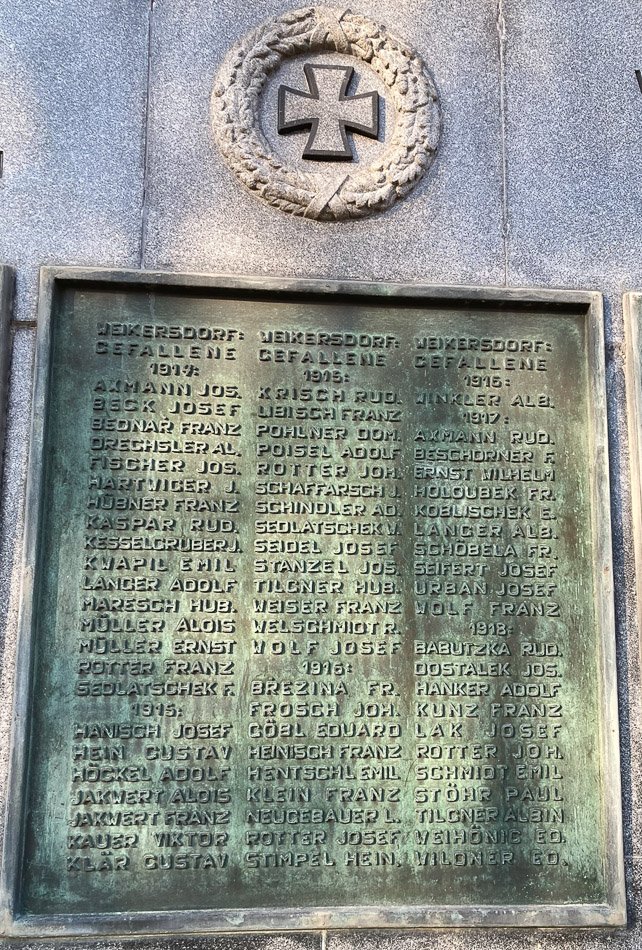 WEIKERSDORF:
GEFALLENE
1914:
AXMANN JOS.
BECK JOSEF
BEDNAŘ FRANZ
DRECHSLER AL.
FISCHER JOS.
HARTWIGER J.
HÜBNER FRANZ
KASPAR RUD.
KESSELGRUBER J.
KWAPIL EMIL
LANGER ADOLF
MARESCH HUB.
MÜLLER ALOIS
MÜLLER ERNST
ROTTER FRANZ
SEDLATSCHEK F.
1915:
HANISCH JOSEF
HEIN GUSTAV
HÖCKEL ADOLF
JAKWERT ALOIS
JAKWERT FRANZ
KAUER VIKTOR
KLÄR GUSTAV
WEIKERSDORF:
GEFALLENE
1915:
KRISCH RUD.
LIBISCH FRANZ
POHLNER DOM.
POISEL ADOLF
ROTTER JOH.
SCHAFFARSCH J.
SCHINDLER AD.
SEDLATSCHEK W.
SEIDEL JOSEF
STANZEL JOS.
TILGNER HUB.
WEISER FRANZ
WELSCHMIDT R.
WOLF JOSEF
1916:
BŘEZINA FR.
FROSCH JOH.
GÖBL EDUARD
HEINISCH FRANZ
HENTSCHL EMIL
KLEIN FRANZ
NEUGEBAUER L.
ROTTER JOSEF
STIMPEL HEIN.
WEIKERSDORF:
GEFALLENE
1916:
WINKLER ALB.
1917:
AXMANN RUD.
BESCHORNER F.
ERNST WILHELM
HOLOUBEK FR.
KOBLISCHEK E.
LANGER ALB.
SCHOBELA FR.
SEIFERT JOSEF
URBAN JOSEF
WOLF FRANZ
1918:
BABUTZKA RUD.
DOSTALEK JOS.
HANKER ADOLF
KUNZ FRANZ
LAK JOSEF
ROTTER JOH.
SCHMIDT EMIL
STÖHR PAUL
TILGNER ALBIN
WEIHÖNIG ED.
WILDNER ED.